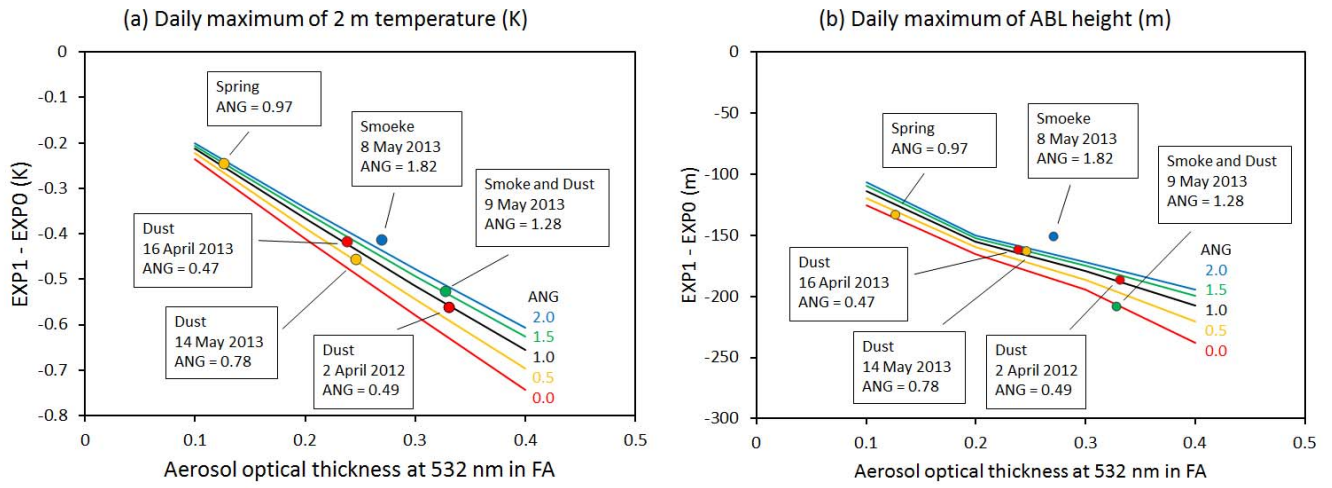 (a) Daily maximum of 2 m temperature (K)
0
-0.1
-0.2
-0.3
-0.4
-0.5
-0.6
-0.7
-0.8
EXP1 - EXP0 (K)
0
0.1
0.2
0.3
0.4
0.5
Aerosol optical thickness at 532 nm in FA
Spring
ANG = 0.97
Smoeke
8 May 2013
ANG = 1.82
Smoke and Dust
9 May 2013
ANG = 1.28
Dust
16 April 2013
ANG = 0.47
Dust
14 May 2013
ANG = 0.78
Dust
2 April 2012
ANG = 0.49
ANG
2.0
1.5
1.0
0.5
0.0
(b) Daily maximum of ABL height (m)
0
-50
-100
-150
-200
-250
-300
EXP1 - EXP0 (m)
0
0.1
0.2
0.3
0.4
0.5
Aerosol optical thickness at 532 nm in FA
Spring
ANG = 0.97
Smoeke
8 May 2013
ANG = 1.82
Smoke and Dust
9 May 2013
ANG = 1.28
Dust
16 April 2013
ANG = 0.47
Dust
14 May 2013
ANG = 0.78
Dust
2 April 2012
ANG = 0.49
ANG
2.0
1.5
1.0
0.5
0.0